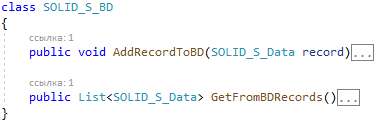 class SOLID_S_BD
{
ссылка: 1
public void AddRecordToBD(SOLID_S_Data record)...
ссылка: 1
public List<SOLID_S_Data> GetFromBDRecords()...
}